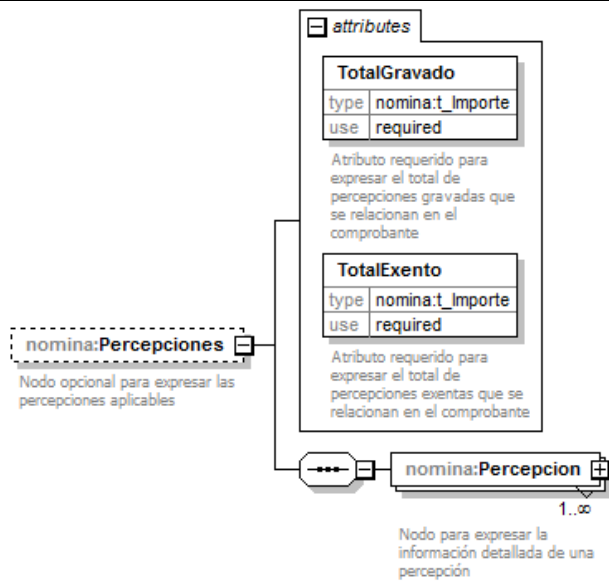 attributes
TotalGravado
type nomina:t_Importe
use required
Atributo requerido para
expresar el total de
percepciones gravadas que
se relacionan en el
comprobante
TotalExento
type nomina:t_Importe
use required
Atributo requerido para
expresar el total de
percepciones exentas que se
relacionan en el comprobante
nomina:Percepciones
Nodo opcional para expresar las
percepciones aplicables
nomina:Percepcion
1..∞
Nodo para expresar la
información detallada de una
percepción